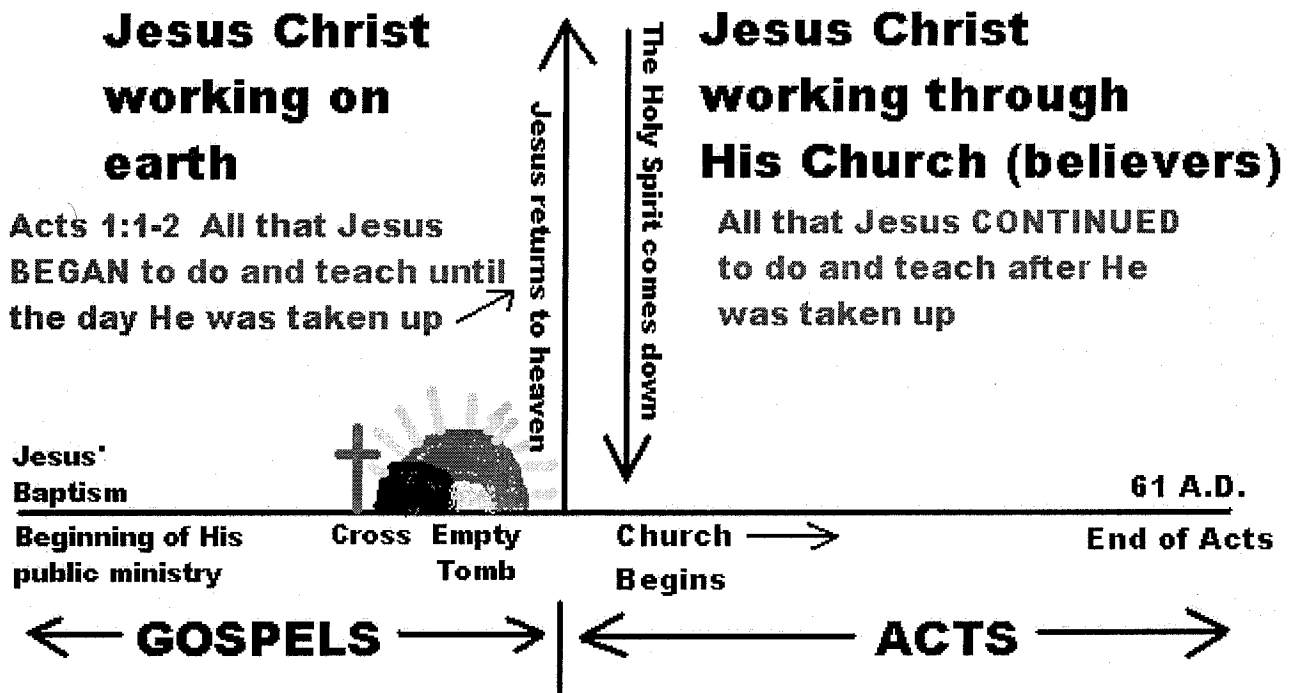 Jesus Christ
working on
earth
Acts 1:1-2 All that Jesus
BEGAN to do and teach until
the day He was taken up
Jesus returns to heaven
The Holy Spirit comes down
Jesus Christ
working through
His Church (believers)
All that Jesus CONTINUED
to do and teach after He
was taken up
Jesus'
Baptism
61 A.D.
Beginning of His
public ministry
Cross
Empty
Tomb
Church
Begins
End of Acts
GOSPELS
ACTS